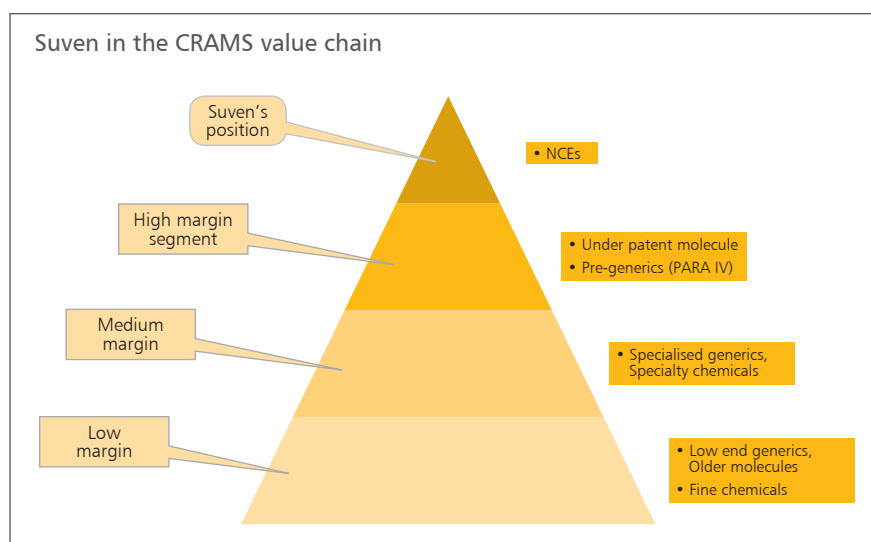 Suven in the CRAMS value chain
Suven's
position
• NCEs
High margin
segment
• Under patent molecule
• Pre-generics (PARA IV)
Medium
margin
• Specialised generics,
Specialty chemicals
Low
margin
• Low end generics,
Older molecules
• Fine chemicals